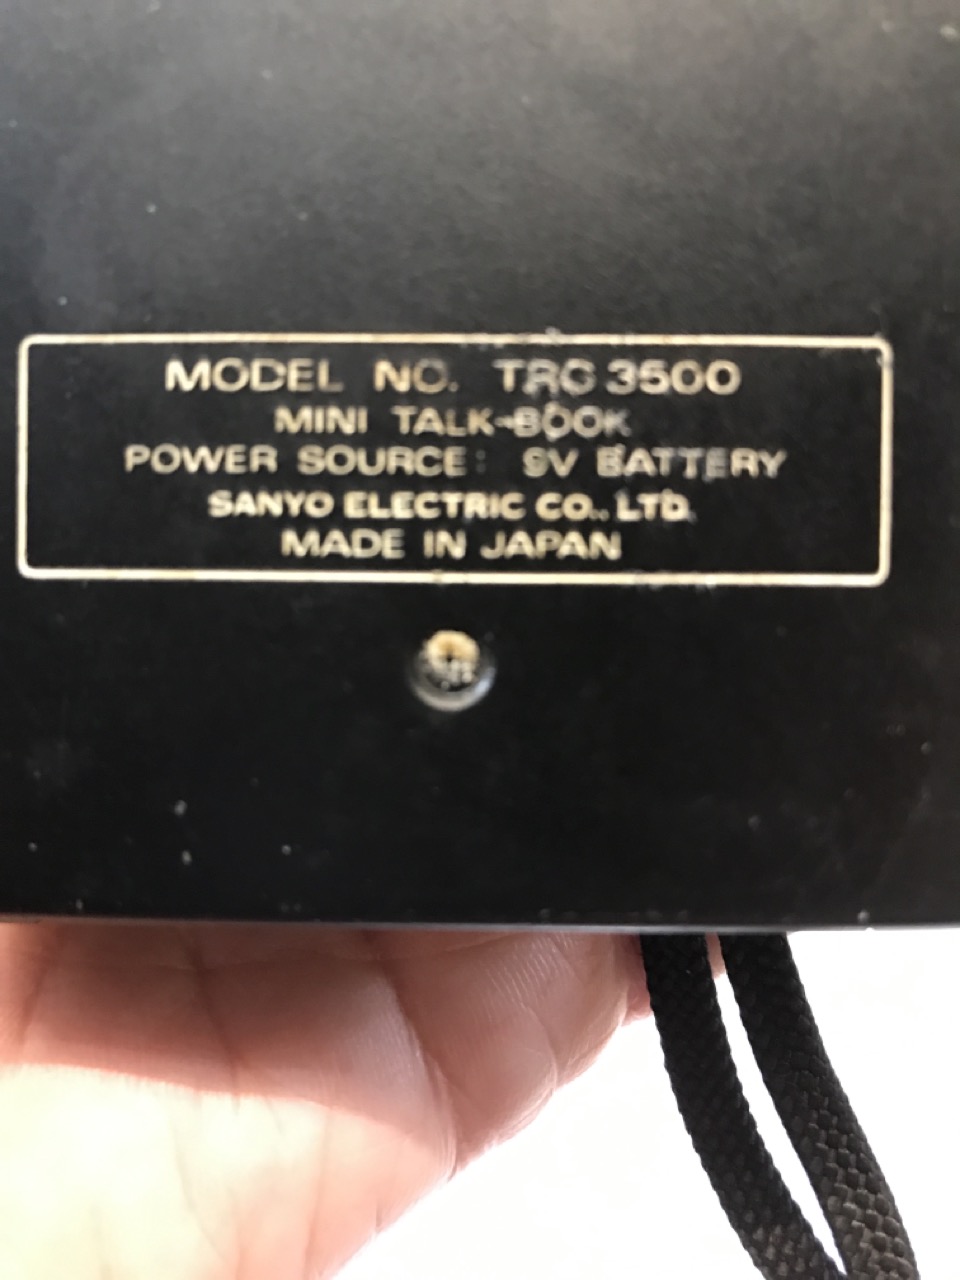 MODEL NO. TRC 3500
MINI TALK-BOOK
POWER SOURCE: 9V BATTERY
SANYO ELECTRIC CO., LTD.
MADE IN JAPAN